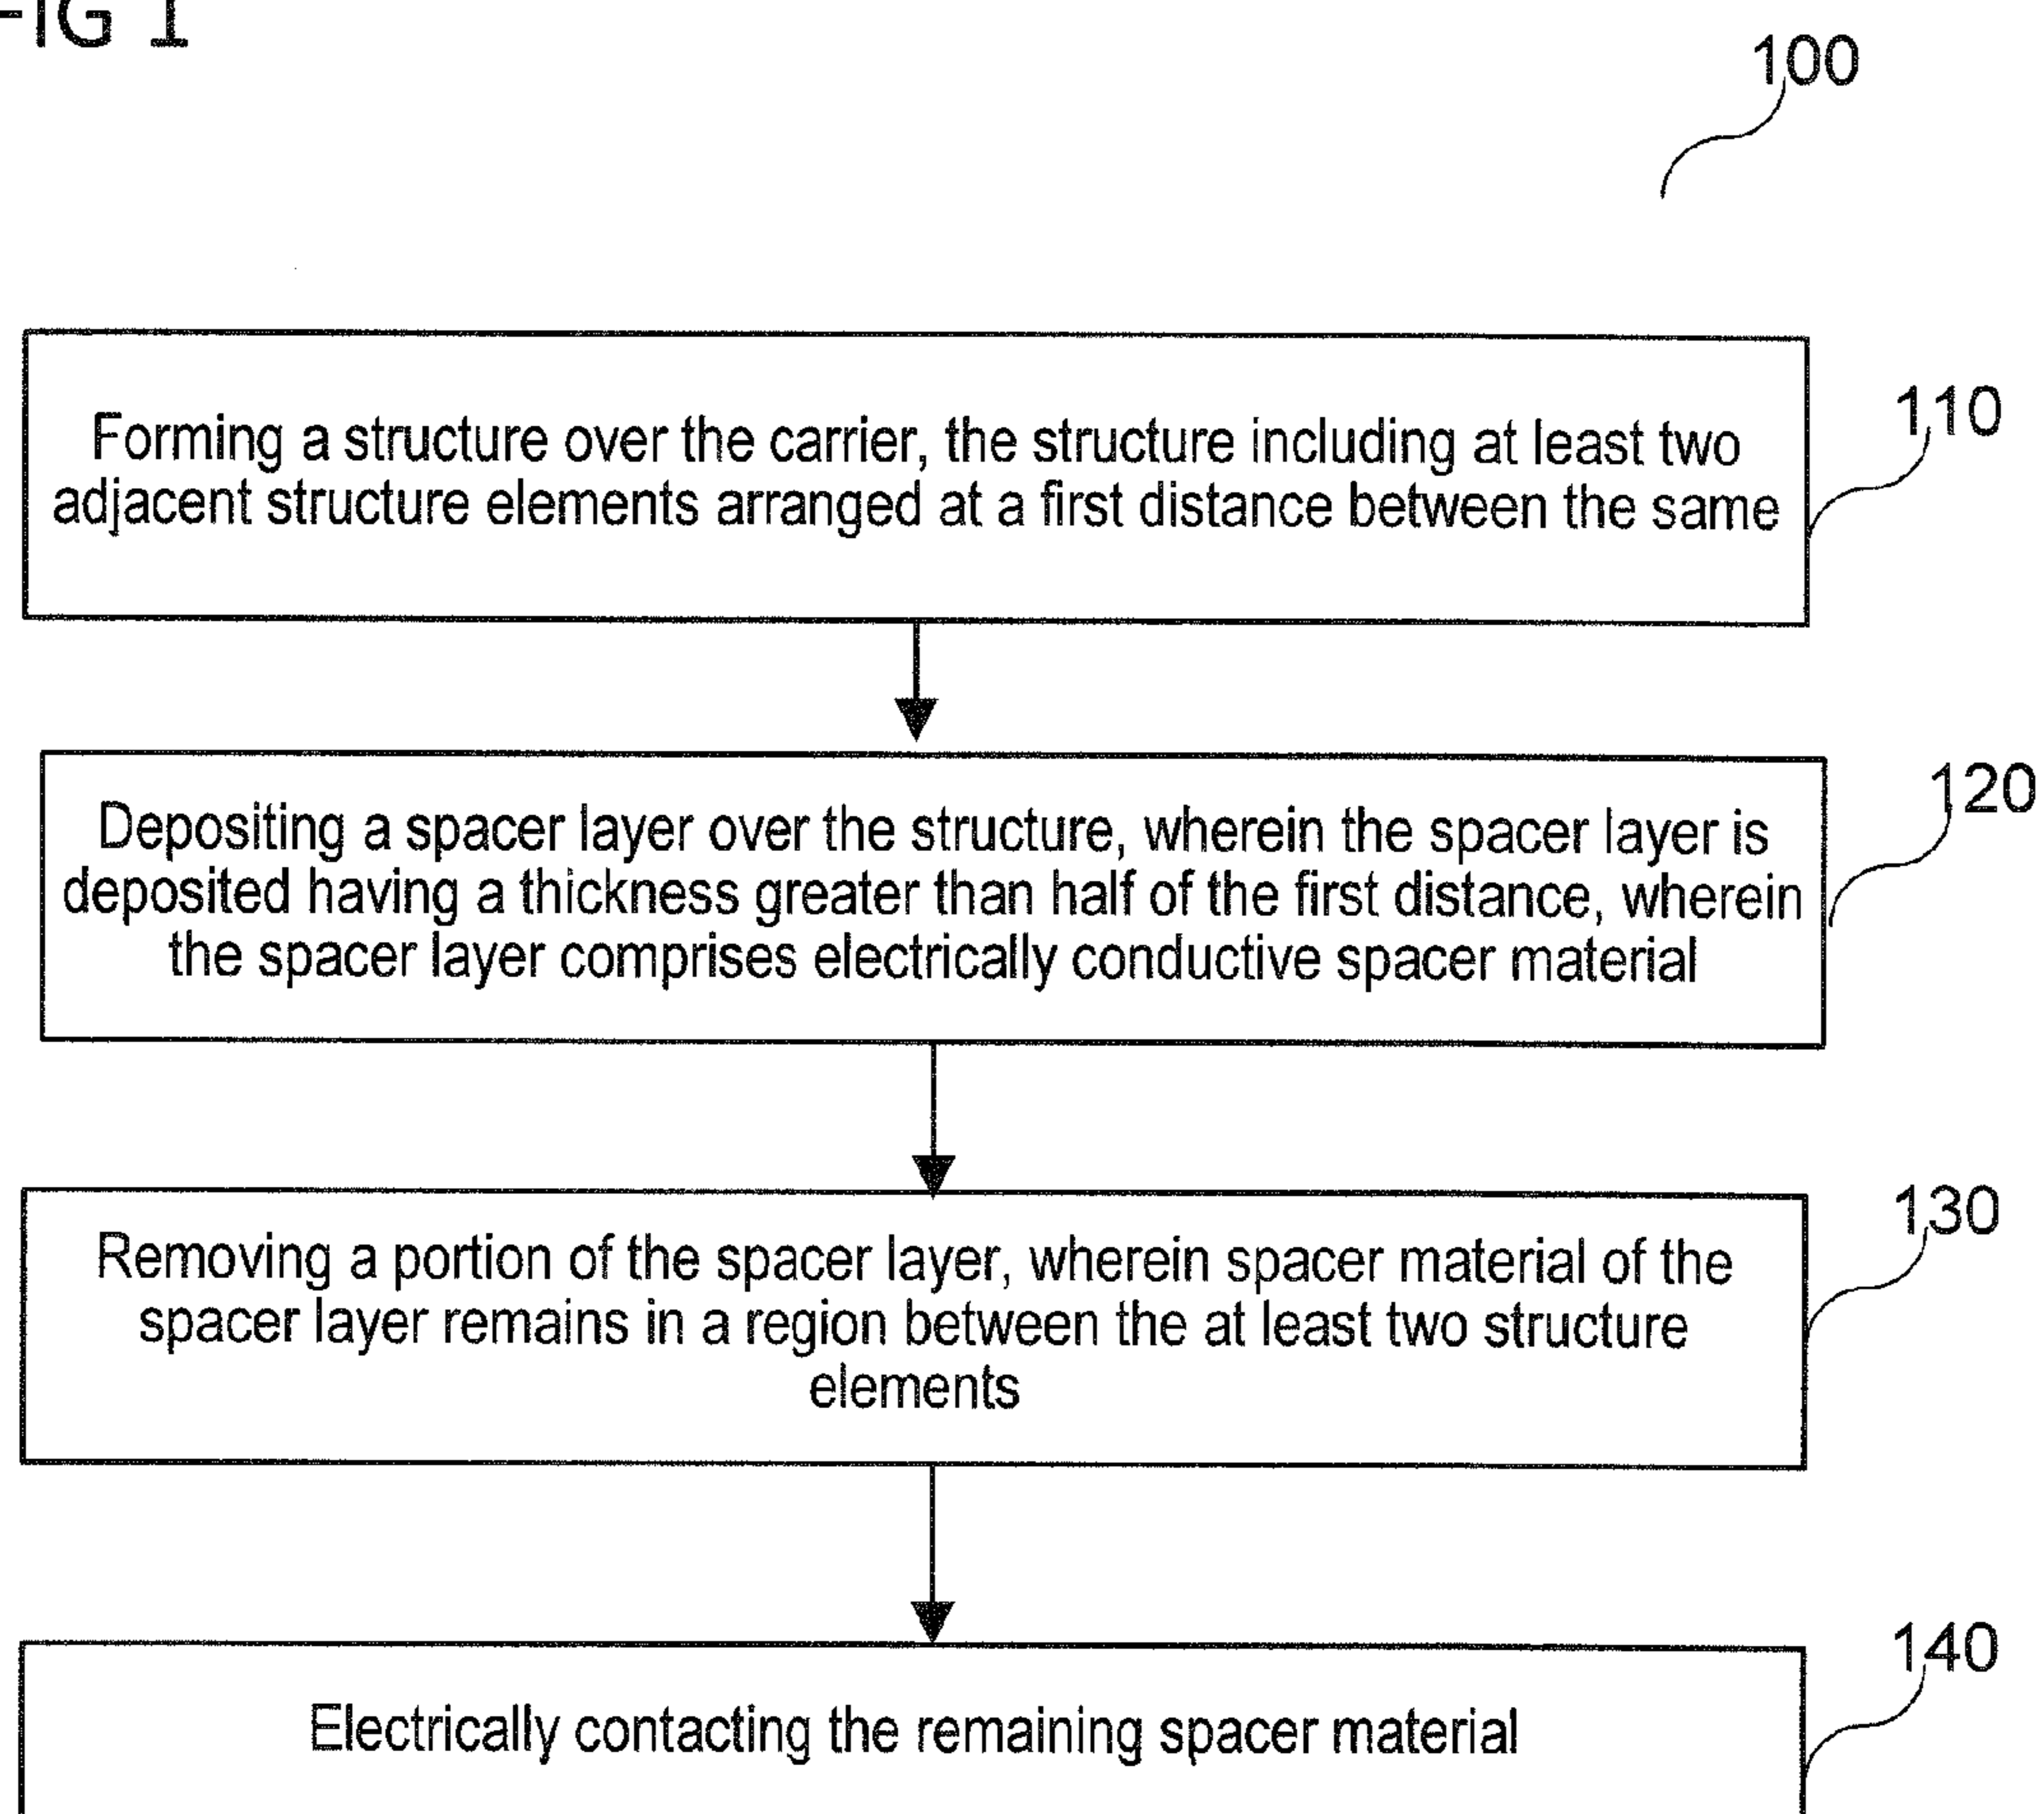 FIG 1
100
Forming a structure over the carrier, the structure including at least two
adjacent structure elements arranged at a first distance between the same
110
Depositing a spacer layer over the structure, wherein the spacer layer is
deposited having a thickness greater than half of the first distance, wherein
the spacer layer comprises electrically conductive spacer material
120
Removing a portion of the spacer layer, wherein spacer material of the
spacer layer remains in a region between the at least two structure
elements
130
Electrically contacting the remaining spacer material
140